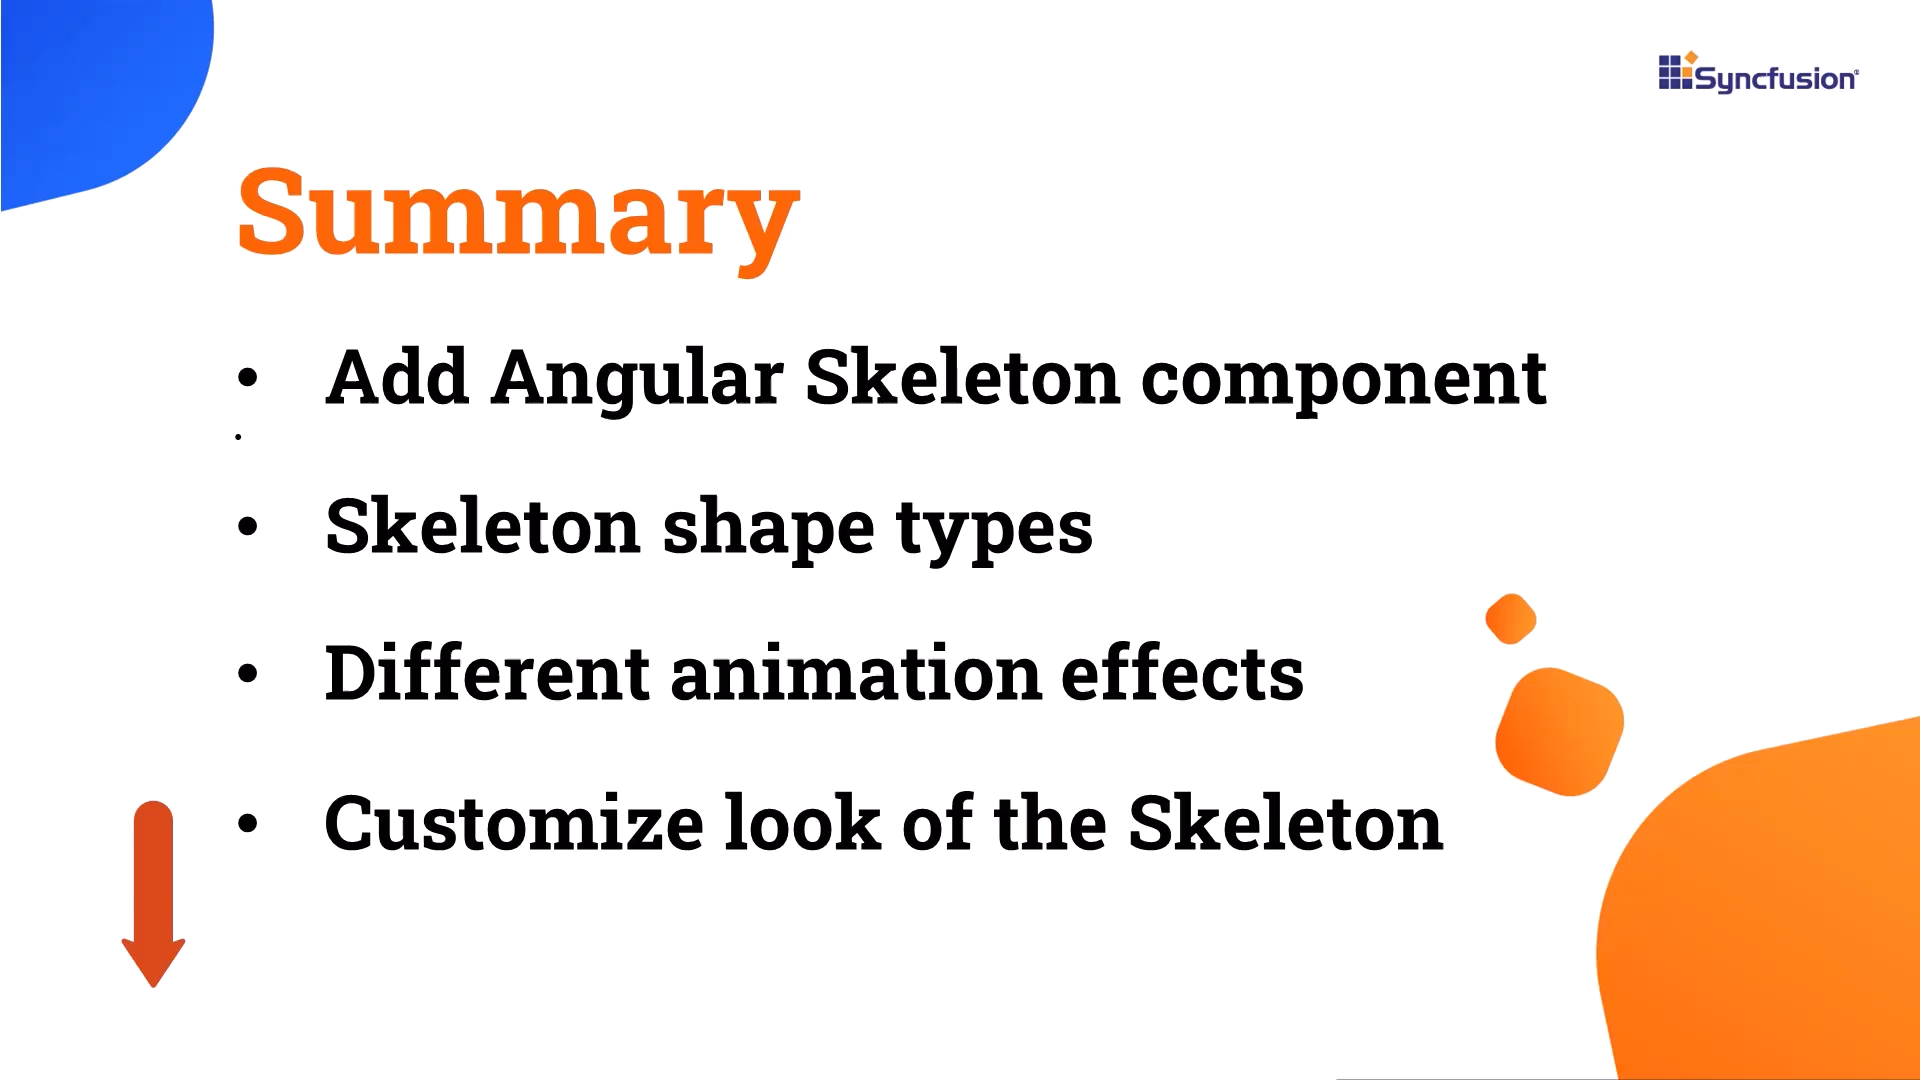 Syncfusion®
Summary
• Add Angular Skeleton component
•
• Skeleton shape types
• Different animation effects
• Customize look of the Skeleton